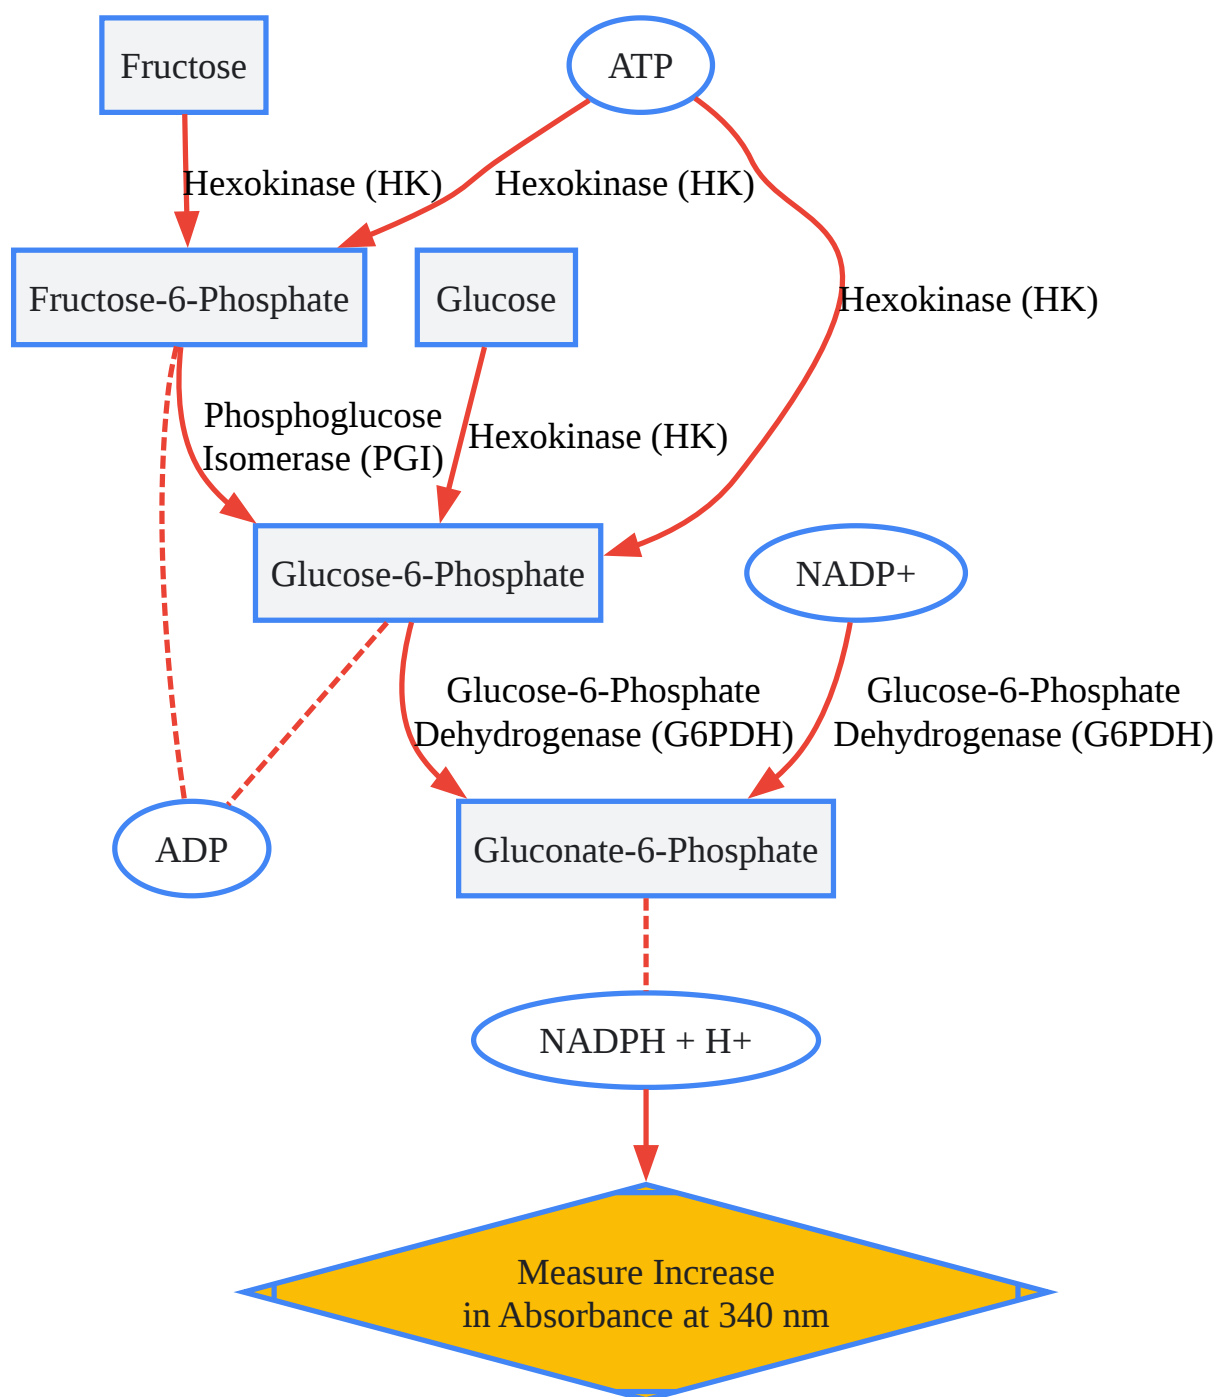 Fructose
ATP
Hexokinase (HK)
Hexokinase (HK)
Fructose-6-Phosphate
Glucose
Hexokinase (HK)
Phosphoglucose
Isomerase (PGI)
Hexokinase (HK)
Glucose-6-Phosphate
NADP+
Glucose-6-Phosphate
Dehydrogenase (G6PDH)
Glucose-6-Phosphate
Dehydrogenase (G6PDH)
ADP
Gluconate-6-Phosphate
NADPH + H+
Measure Increase
in Absorbance at 340 nm